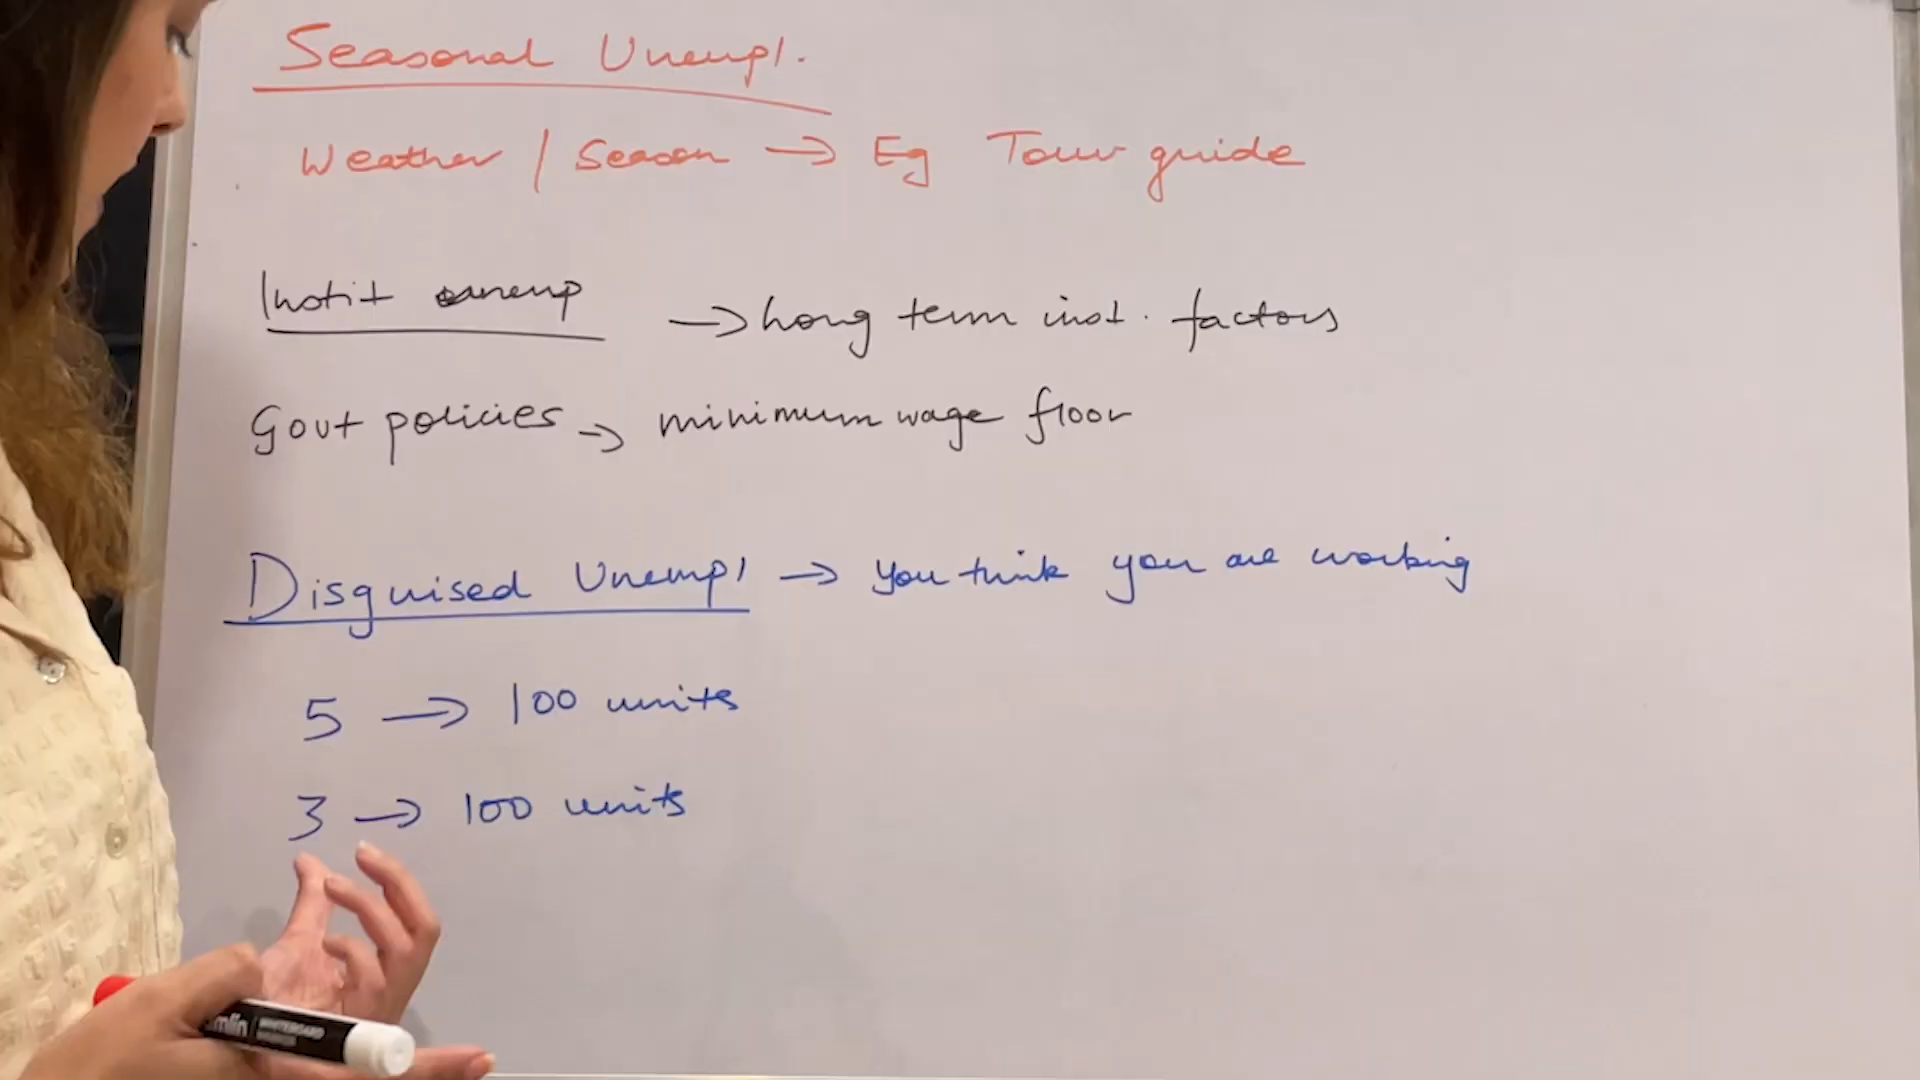 Seasonal Unempl.
Weather / Season → Eg Tour guide
Instit unemp → Long term inst. factors
Govt policies → minimum wage floor
Disguised Unempl → You think you are working
5 → 100 units
3 → 100 units